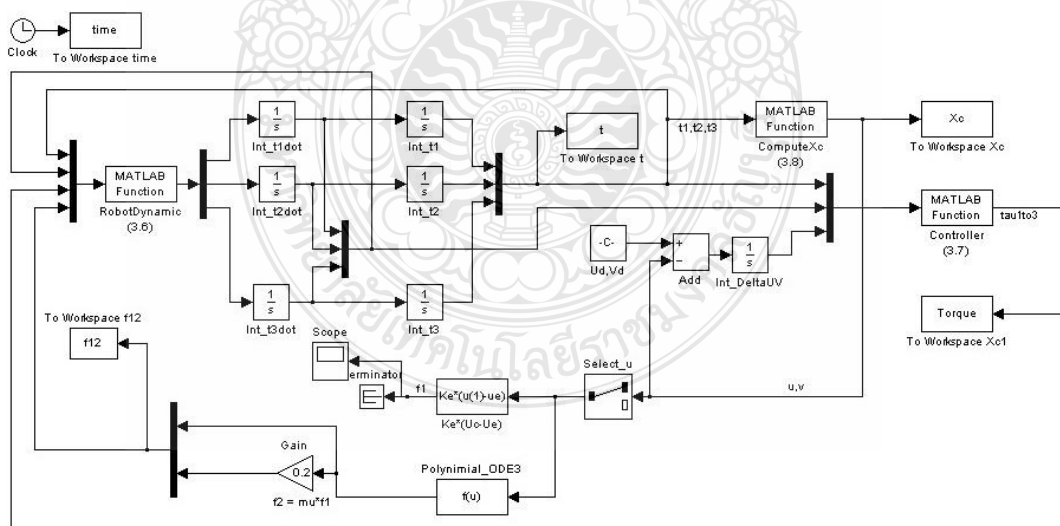 time
Clock
To Workspace time
1
s
Int_t1dot
1
s
Int_t1
t
To Workspace t
t1,t2,t3
MATLAB
Function
ComputeXc
(3.8)
Xc
To Workspace Xc
MATLAB
Function
RobotDynamic
(3.6)
1
s
Int_t2dot
1
s
Int_t2
-C-
Ud,Vd
+
−
Add
1
s
Int_DeltaUV
MATLAB
Function
Controller
(3.7)
tau1to3
1
s
Int_t3dot
1
s
Int_t3
Torque
To Workspace Xc1
To Workspace f12
f12
Scope
erminator
f1
Ke*(u(1)-ue)
Ke*(Uc-Ue)
Select_u
u,v
Gain
0.2
f2 = mu*f1
Polynimial_ODE3
f(u)